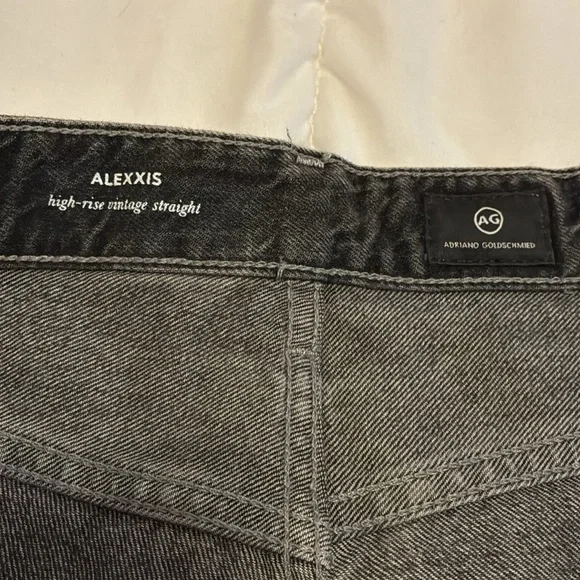 ALEXXIS
high-rise vintage straight
AG
ADRIANO GOLDSCHMIED